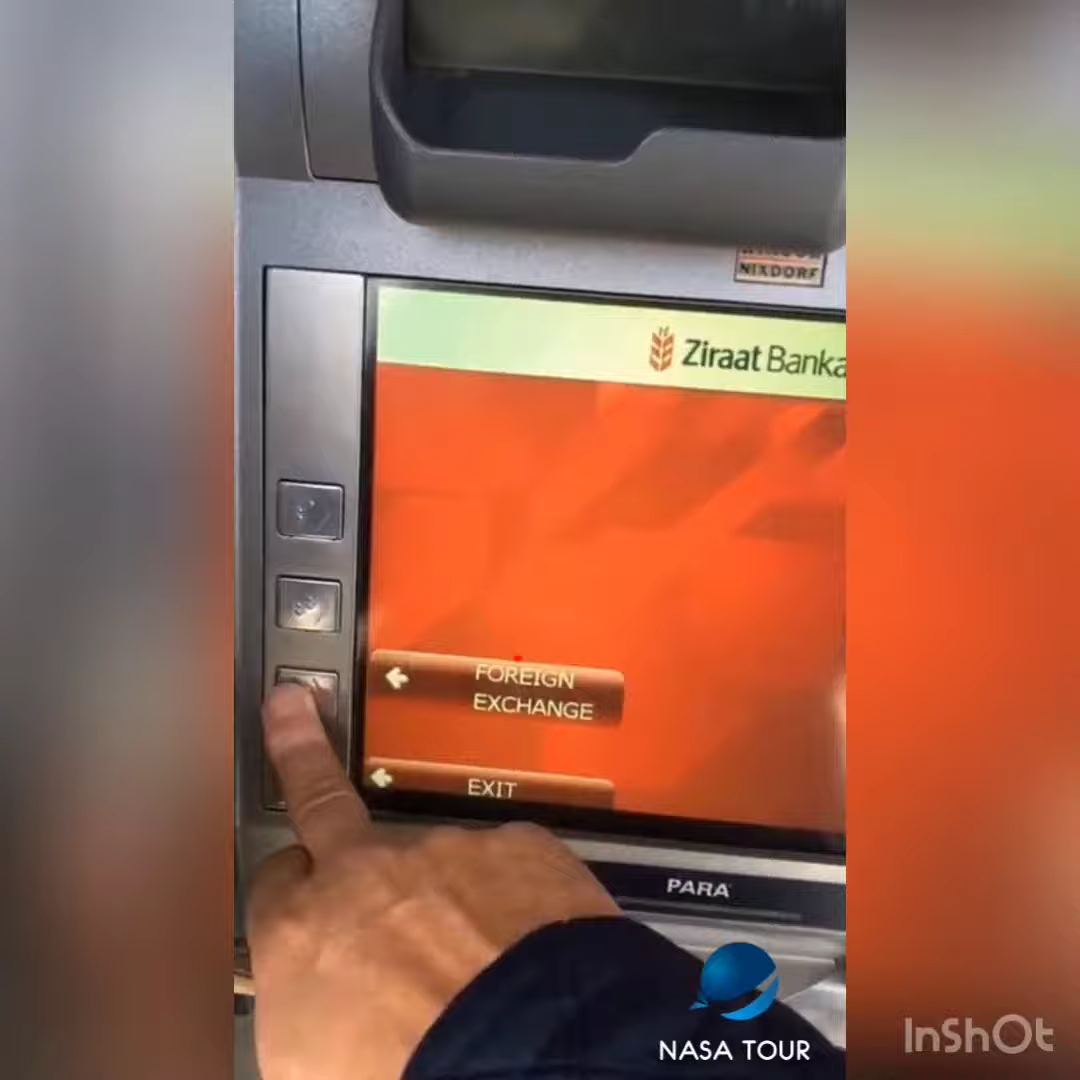 NIXDORF
Ziraat Banka
FOREIGN
EXCHANGE
EXIT
PARA
NASA TOUR
InShOt